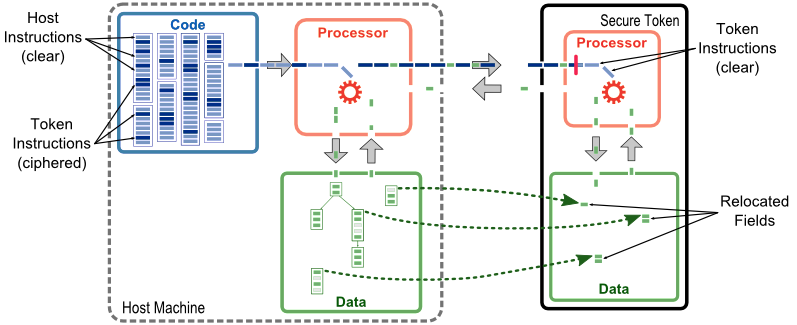 Host
Instructions
(clear)
Token
Instructions
(ciphered)
Code
Processor
Data
Host Machine
Secure Token
Processor
Data
Token
Instructions
(clear)
Relocated
Fields